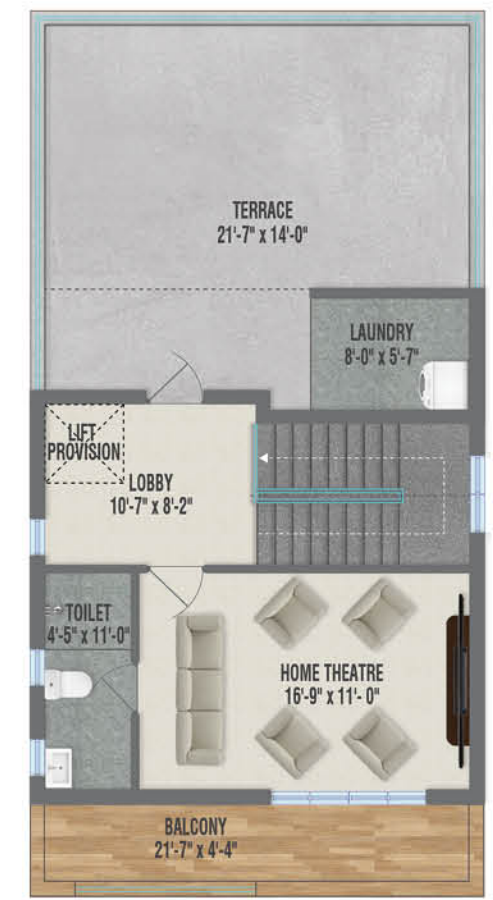 TERRACE
21'-7" x 14'-0"
LAUNDRY
8'-0" x 5'-7"
LIFT
PROVISION
LOBBY
10'-7" x 8'-2"
TOILET
4'-5" x 11'-0"
HOME THEATRE
16'-9" x 11'- 0"
BALCONY
21'-7" x 4'-4"